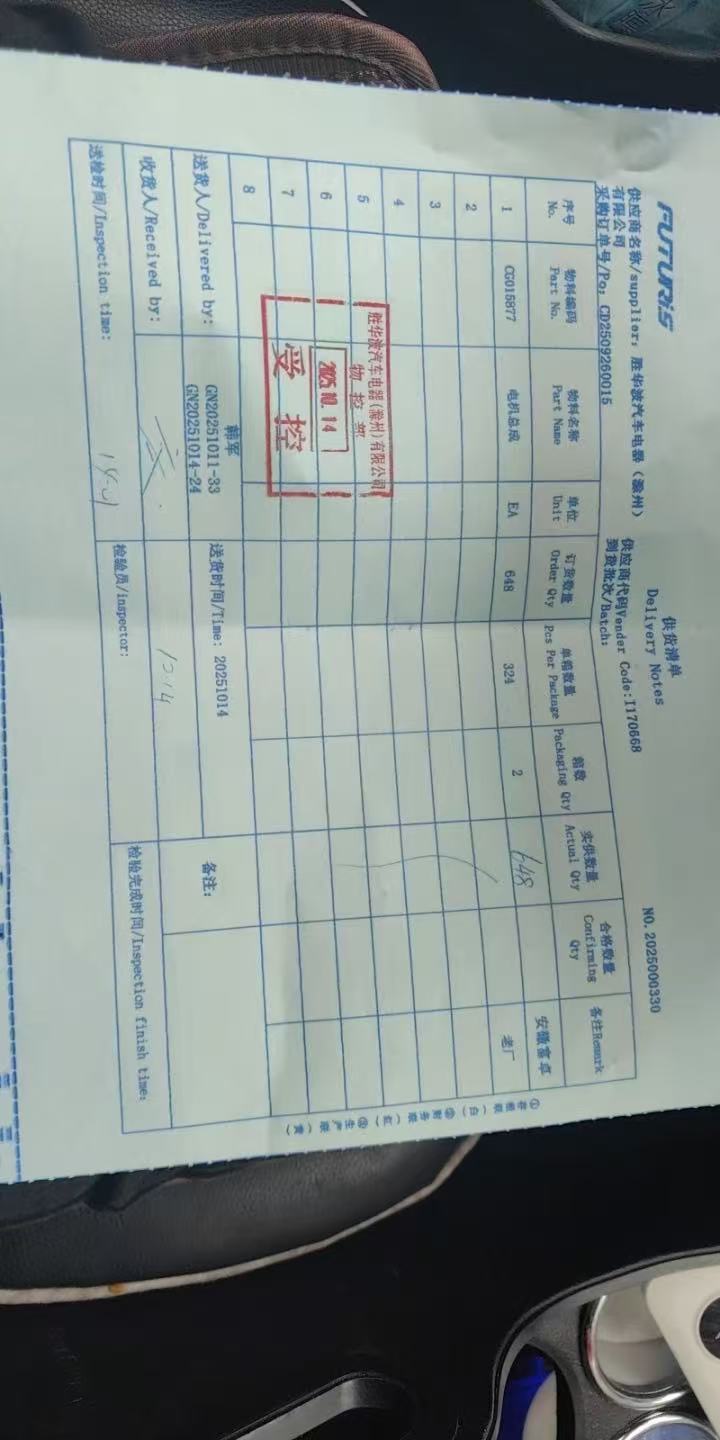 FUTURIS
供货清单
Delivery Notes
NO.2025000330
供应商名称/supplier: 胜华波汽车电器(滁州)有限公司
供应商代码Vender Code:I170668
采购订单号/Po: CD2509260015
到货批次/Batch:
序号 No. 物料编码 Part No. 物料名称 Part Name 单位 Unit 订货数量 Order Qty 单箱数量 Pcs Per Package 箱数 Packaging Qty 实供数量 Actual Qty 合格数量 Confirming Qty 备注Remark
安徽富卓
1 CG015877 电机总成 EA 648 324 2 648 老厂
2
3
4
5
6
7
8
胜华波汽车电器(滁州)有限公司
物控部
2025.10.14
受控
送货人/Delivered by: 韩军
GN20251011-33
GN20251014-24
送货时间/Time: 20251014
备注:
收货人/Received by:
10.14
送检时间/Inspection time:
检验员/inspector:
检验完成时间/Inspection finish time:
①存根联(白) ②财务联(红) ③生产联(黄)